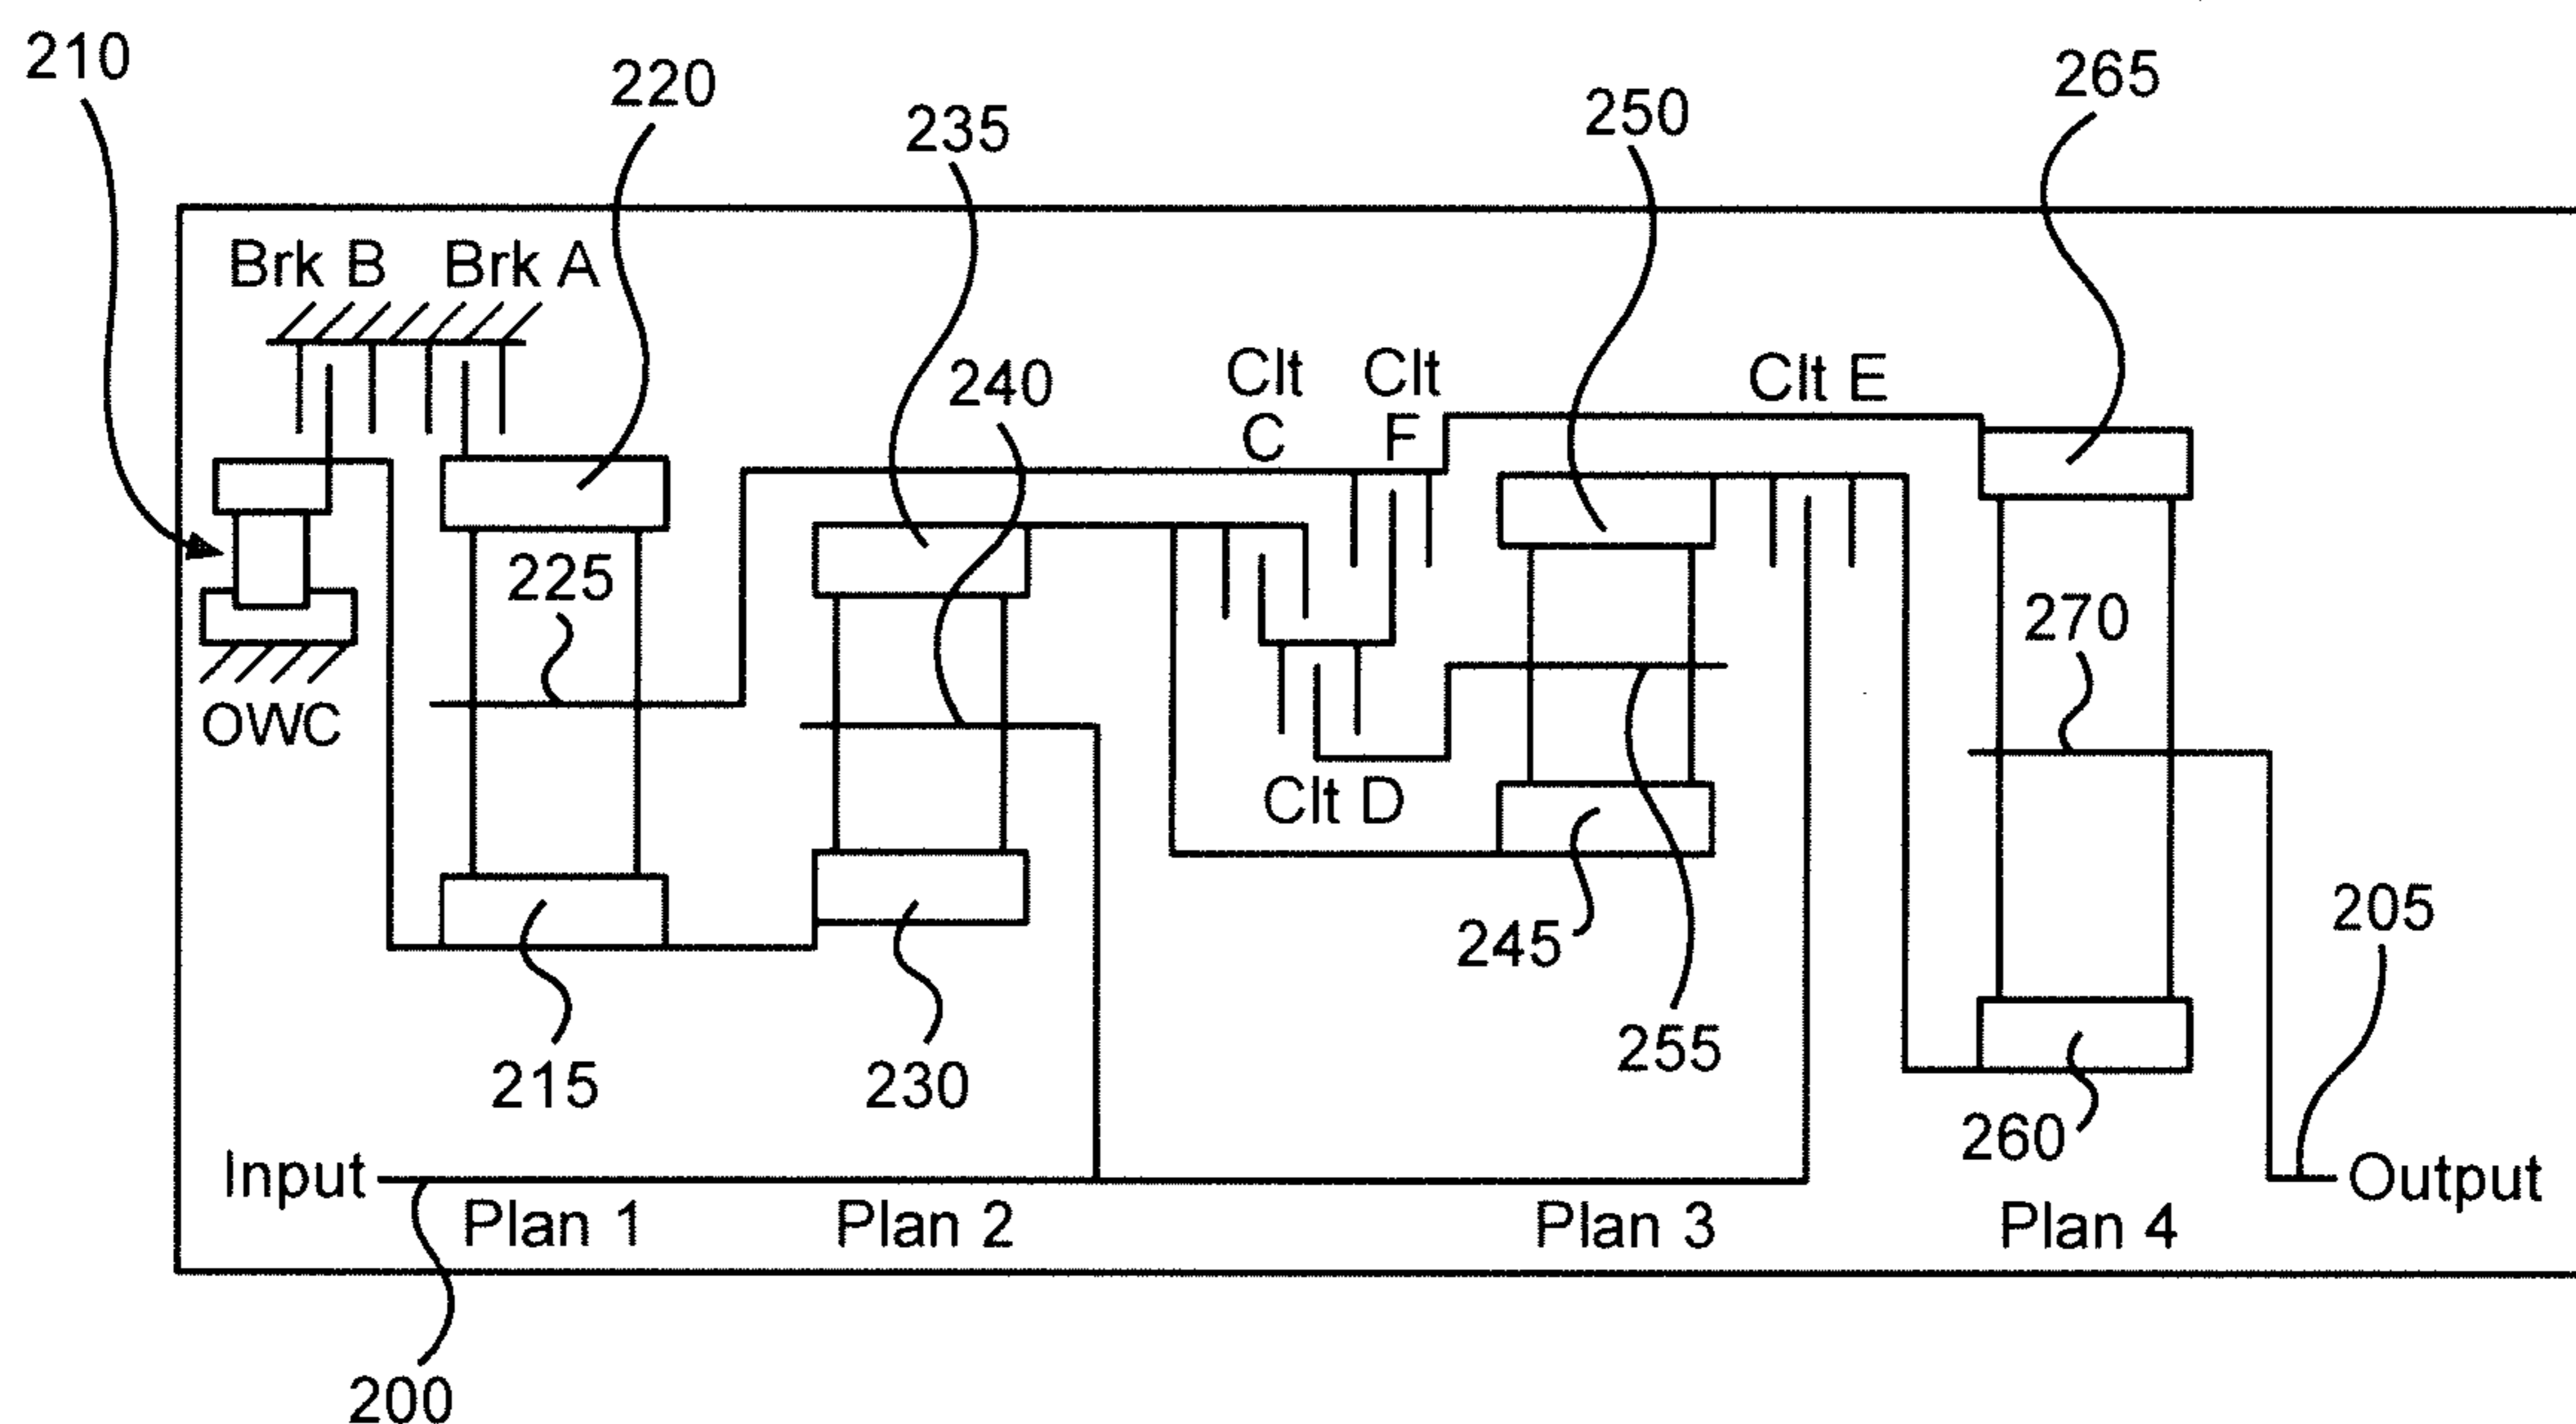 210
220
235
250
265
Brk B
Brk A
240
Clt C
Clt F
Clt E
225
270
OWC
Clt D
245
205
255
215
230
260
Input
Output
Plan 1
Plan 2
Plan 3
Plan 4
200